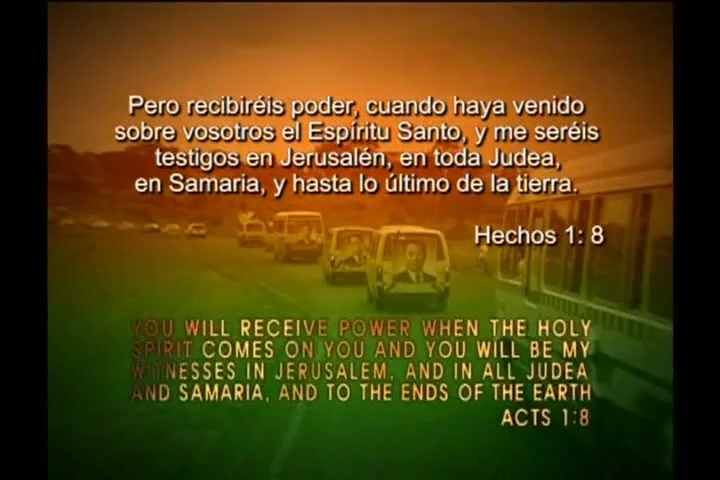 Pero recibiréis poder, cuando haya venido
sobre vosotros el Espíritu Santo, y me seréis
testigos en Jerusalén, en toda Judea,
en Samaria, y hasta lo último de la tierra.
Hechos 1: 8
YOU WILL RECEIVE POWER WHEN THE HOLY
SPIRIT COMES ON YOU AND YOU WILL BE MY
WITNESSES IN JERUSALEM, AND IN ALL JUDEA
AND SAMARIA, AND TO THE ENDS OF THE EARTH
ACTS 1:8